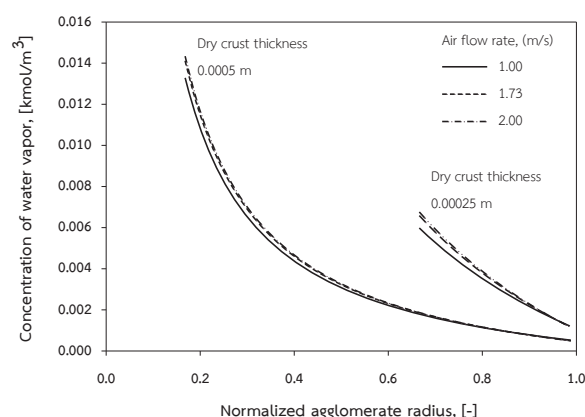 Concentration of water vapor, [kmol/m³]
0.016
0.014
0.012
0.010
0.008
0.006
0.004
0.002
0.000
Dry crust thickness
0.0005 m
Air flow rate, (m/s)
1.00
1.73
2.00
Dry crust thickness
0.00025 m
0.0
0.2
0.4
0.6
0.8
1.0
Normalized agglomerate radius, [-]